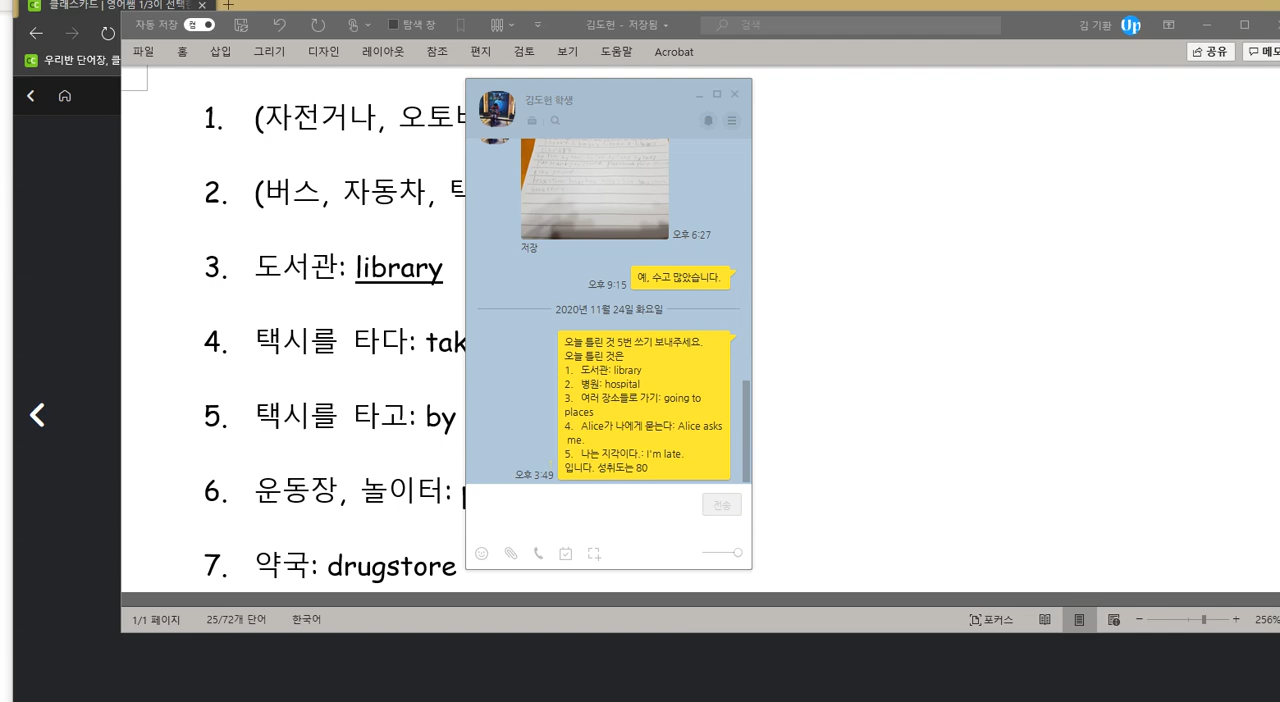 클래스카드 | 영어쌤 1/3이 선택
자동 저장 컴 탐색 창 김도헌 - 저장됨 검색 김 기환 Up
파일 홈 삽입 그리기 디자인 레이아웃 참조 편지 검토 보기 도움말 Acrobat 공유 메모
우리반 단어장, 클
1. (자전거나, 오토바
2. (버스, 자동차, 택
3. 도서관: library
4. 택시를 타다: tak
5. 택시를 타고: by
6. 운동장, 놀이터: p
7. 약국: drugstore
김도헌 학생
오후 6:27
저장
예, 수고 많았습니다.
오후 9:15
2020년 11월 24일 화요일
오늘 틀린 것 5번 쓰기 보내주세요.
오늘 틀린 것은
1. 도서관: library
2. 병원: hospital
3. 여러 장소들로 가기: going to
places
4. Alice가 나에게 묻는다: Alice asks
me.
5. 나는 지각이다.: I'm late.
입니다. 성취도는 80
오후 3:49
전송
1/1 페이지 25/72개 단어 한국어 포커스 256%